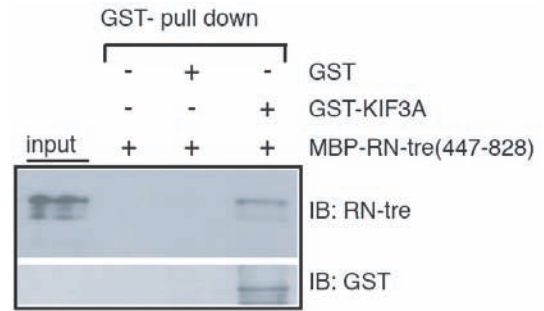 GST- pull down
- + - GST
- - + GST-KIF3A
input + + + MBP-RN-tre(447-828)
IB: RN-tre
IB: GST